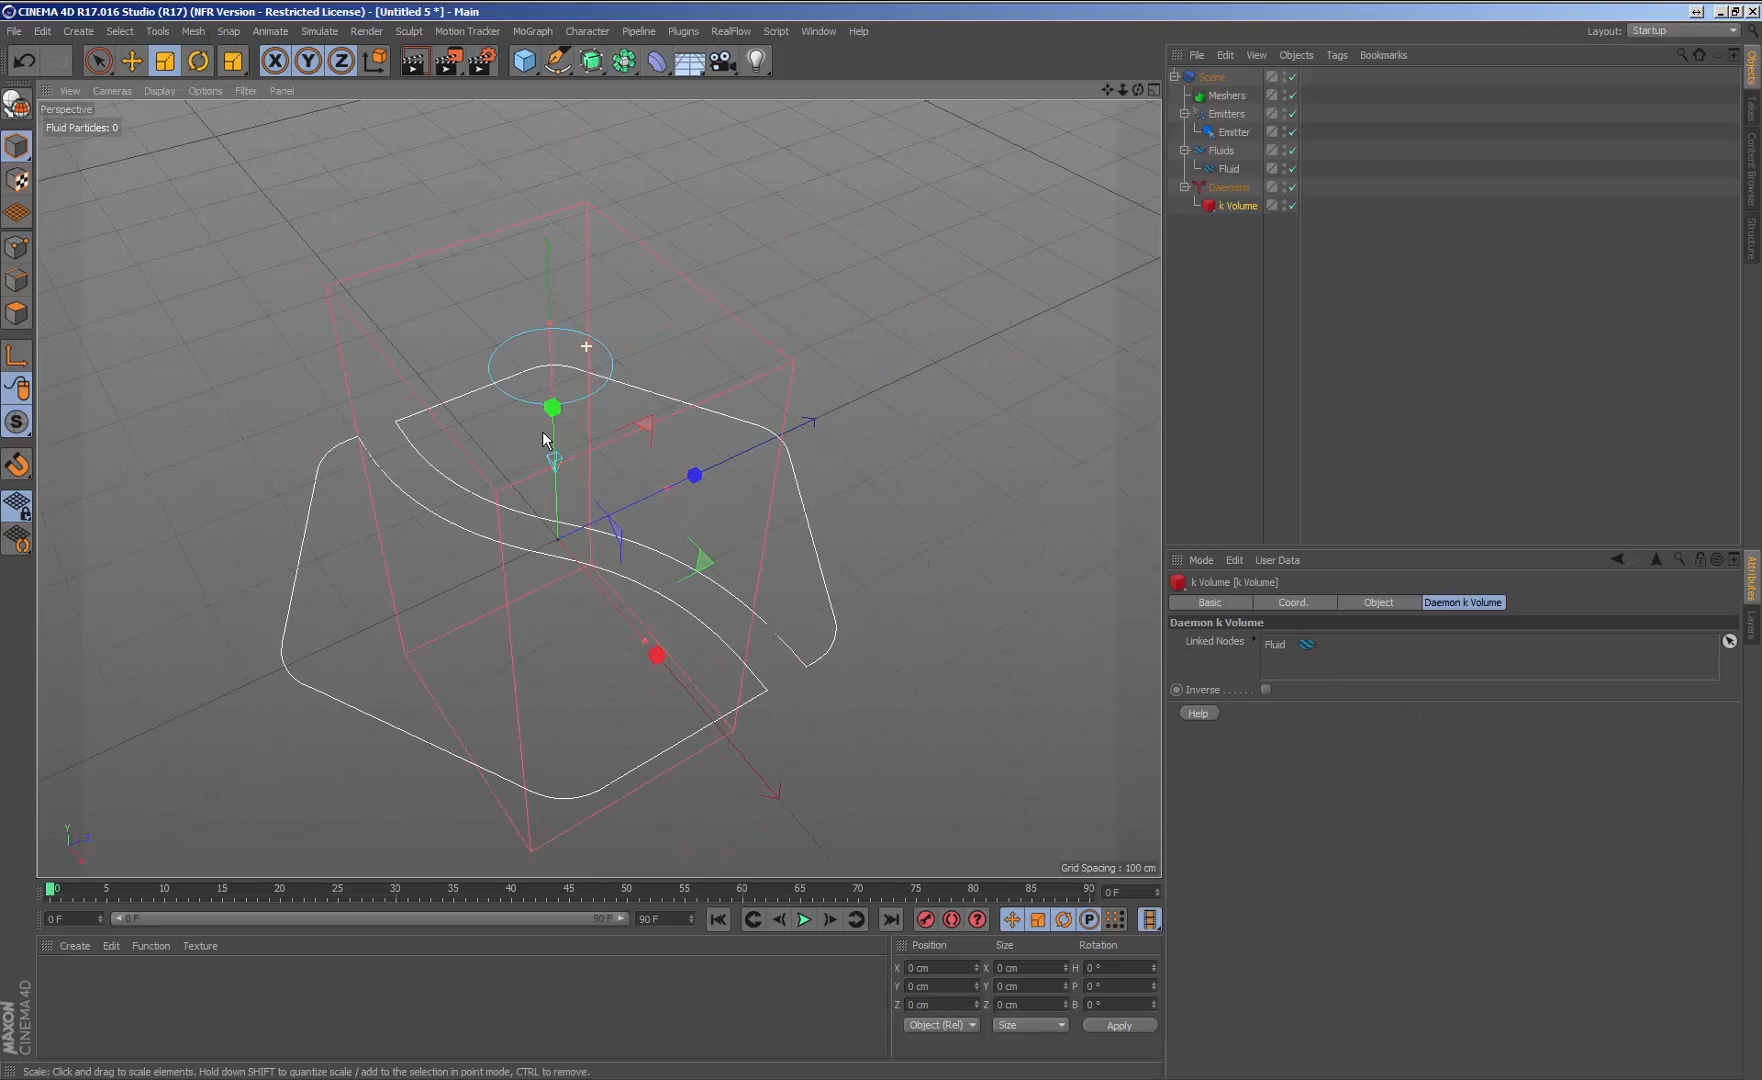 CINEMA 4D R17.016 Studio (R17) (NFR Version - Restricted License) - [Untitled 5 *] - Main
File Edit Create Select Tools Mesh Snap Animate Simulate Render Sculpt Motion Tracker MoGraph Character Pipeline Plugins RealFlow Script Window Help
Layout: Startup
File Edit View Objects Tags Bookmarks
X Y Z
View Cameras Display Options Filter Panel
Perspective
Fluid Particles: 0
Scene
Meshers
Emitters
Emitter
Fluids
Fluid
Daemons
k Volume
Objects
Takes
Content Browser
Structure
S
Mode Edit User Data
k Volume [k Volume]
Basic Coord. Object Daemon k Volume
Daemon k Volume
Linked Nodes Fluid
Inverse
Help
Attributes
Layers
Y Z
Grid Spacing : 100 cm
0 5 10 15 20 25 30 35 40 45 50 55 60 65 70 75 80 85 90 0 F
0 F 0 F 90 F 90 F
P
Create Edit Function Texture
Position Size Rotation
X 0 cm X 0 cm H 0 °
Y 0 cm Y 0 cm P 0 °
Z 0 cm Z 0 cm B 0 °
Object (Rel) Size Apply
MAXON
CINEMA 4D
Scale: Click and drag to scale elements. Hold down SHIFT to quantize scale / add to the selection in point mode, CTRL to remove.